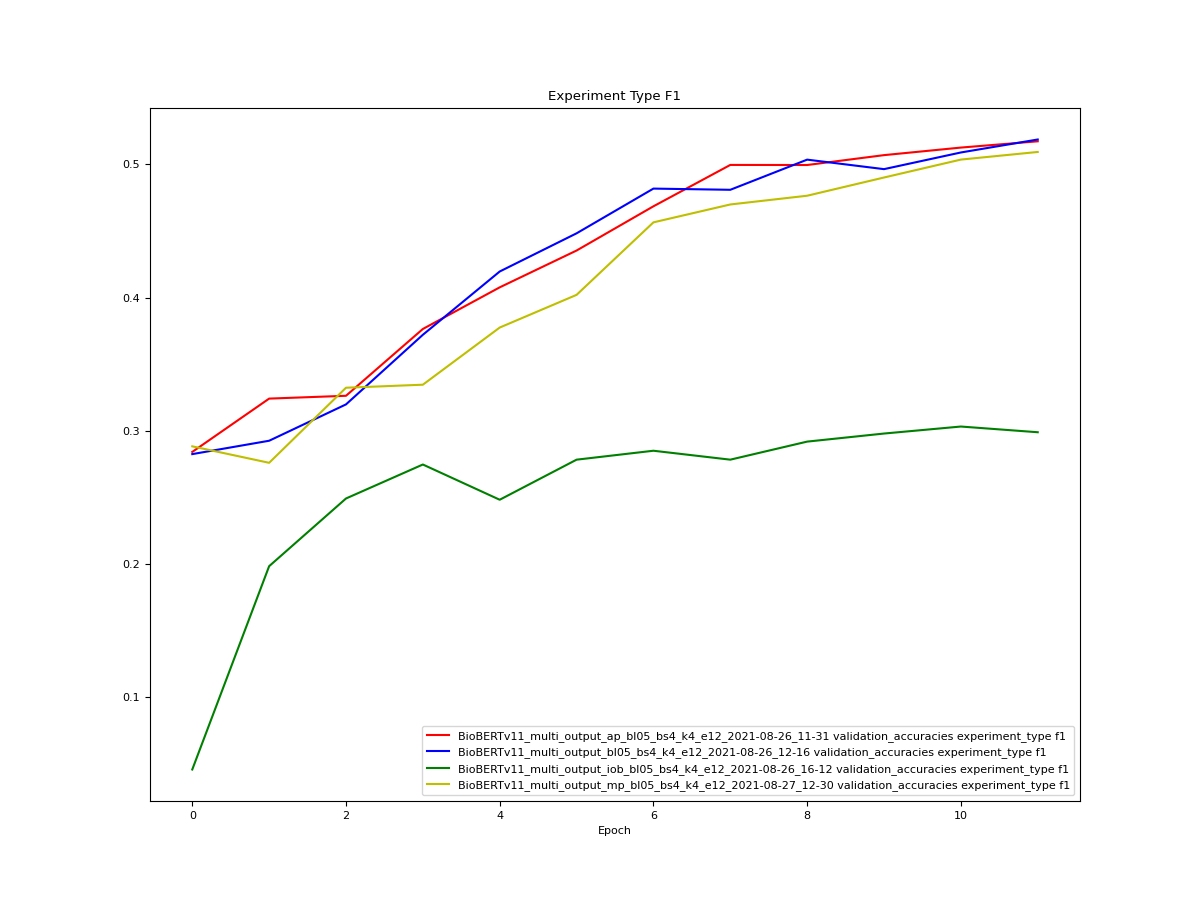 Experiment Type F1
0.5
0.4
0.3
0.2
0.1
BioBERTv11_multi_output_ap_bl05_bs4_k4_e12_2021-08-26_11-31 validation_accuracies experiment_type f1
BioBERTv11_multi_output_bl05_bs4_k4_e12_2021-08-26_12-16 validation_accuracies experiment_type f1
BioBERTv11_multi_output_iob_bl05_bs4_k4_e12_2021-08-26_16-12 validation_accuracies experiment_type f1
BioBERTv11_multi_output_mp_bl05_bs4_k4_e12_2021-08-27_12-30 validation_accuracies experiment_type f1
0 2 4 6 8 10
Epoch